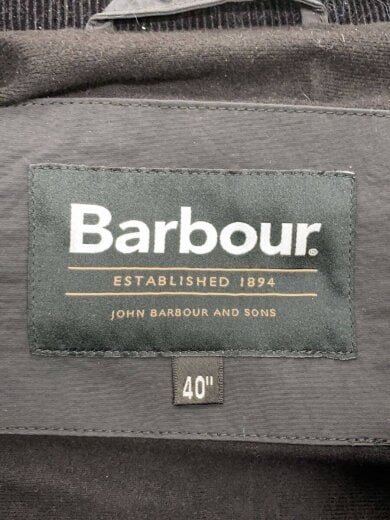 Barbour®
ESTABLISHED 1894
JOHN BARBOUR AND SONS
40"